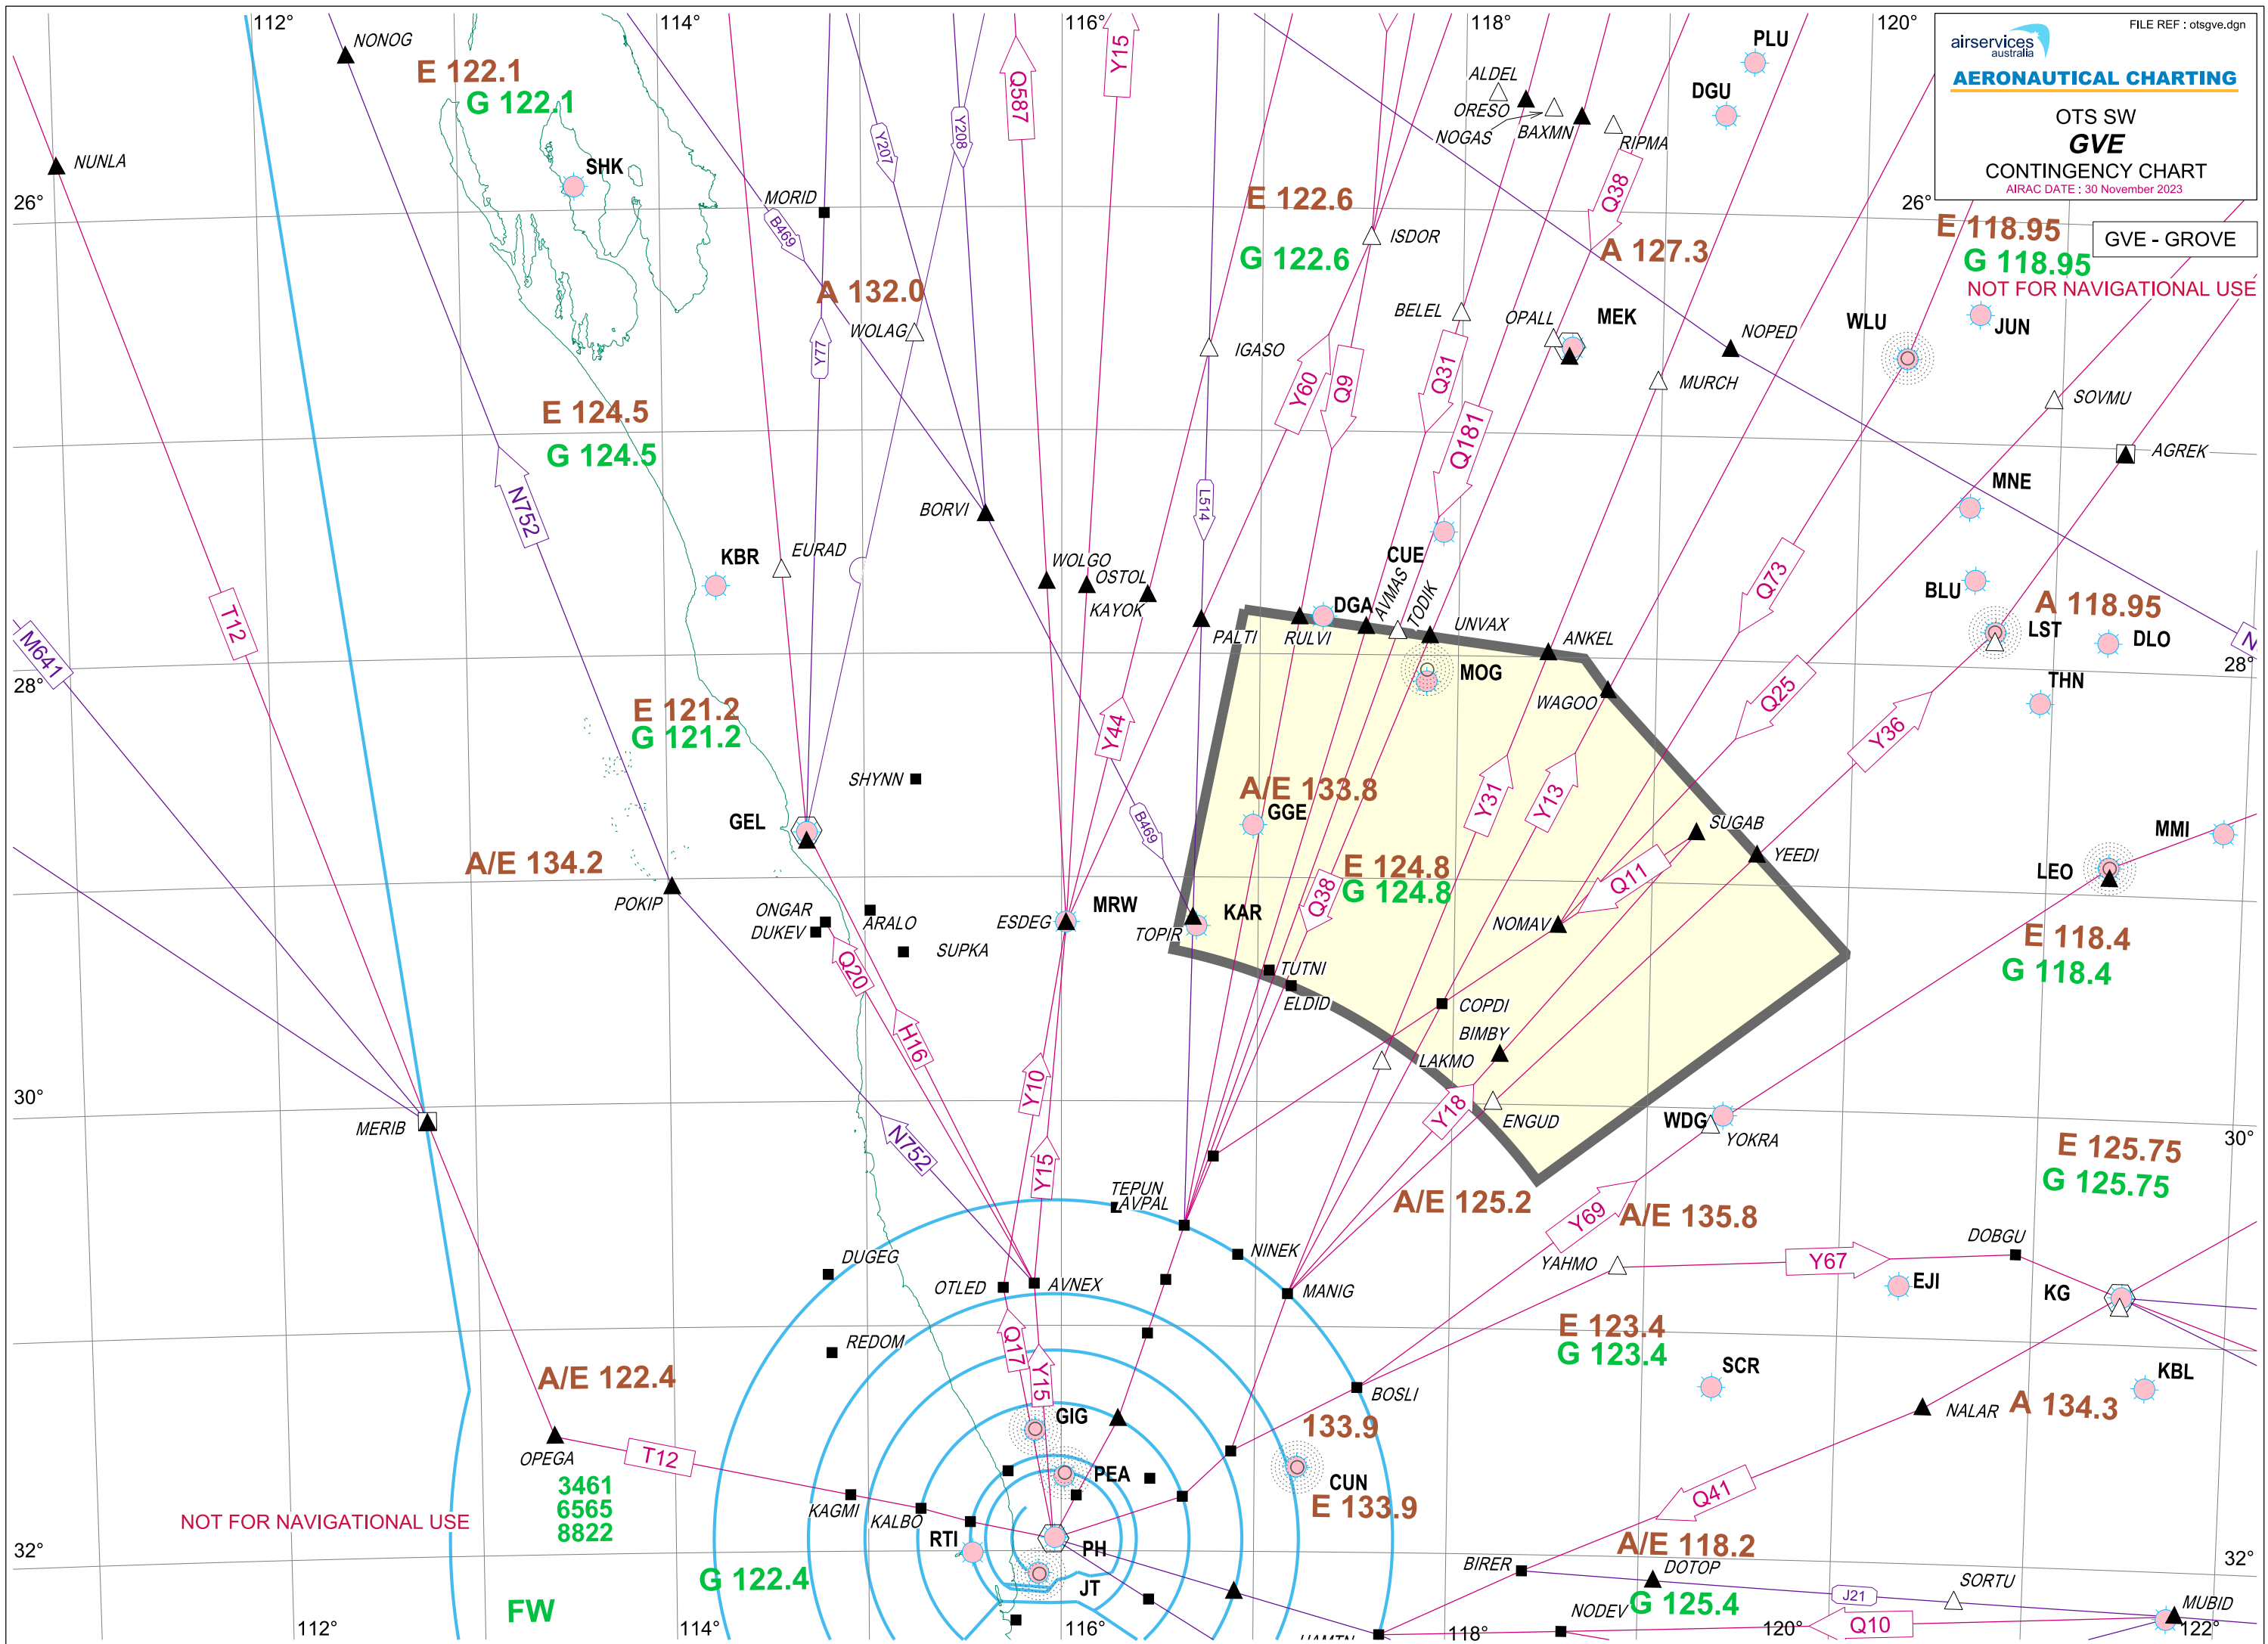 112°
114°
116°
118°
120°
FILE REF : otsgve.dgn
airservices
australia
AERONAUTICAL CHARTING
OTS SW
GVE
CONTINGENCY CHART
AIRAC DATE : 30 November 2023
GVE - GROVE
NOT FOR NAVIGATIONAL USE
NONOG
E 122.1
G 122.1
Q587
Y15
ALDEL
ORESO
NOGAS
BAXMN
RIPMA
PLU
DGU
NUNLA
SHK
Y207
Y208
MORID
B469
26°
E 122.6
G 122.6
ISDOR
Q38
A 127.3
26°
E 118.95
G 118.95
A 132.0
WOLAG
Y77
IGASO
BELEL
OPALL
MEK
NOPED
WLU
JUN
MURCH
SOVMU
Y60
Q9
Q31
E 124.5
G 124.5
Q181
AGREK
N752
BORVI
L514
MNE
KBR
EURAD
WOLGO
OSTOL
KAYOK
CUE
Q73
BLU
A 118.95
T12
PALTI
RULVI
DGA
AVMAS
TODIK
UNVAX
ANKEL
LST
DLO
N
M641
28°
28°
MOG
WAGOO
Q25
THN
E 121.2
G 121.2
Y44
Y36
SHYNN
A/E 133.8
GGE
Y31
Y13
GEL
B469
SUGAB
YEEDI
MMI
LEO
A/E 134.2
E 124.8
G 124.8
Q11
POKIP
ONGAR
DUKEV
ARALO
SUPKA
ESDEG
MRW
TOPIR
KAR
Q38
NOMAV
E 118.4
G 118.4
Q20
TUTNI
ELDID
COPDI
BIMBY
H16
LAKMO
30°
MERIB
Y10
Y18
ENGUD
WDG
YOKRA
30°
N752
Y15
E 125.75
G 125.75
TEPUN
AVPAL
A/E 125.2
Y69
A/E 135.8
DUGEG
NINEK
YAHMO
Y67
DOBGU
OTLED
AVNEX
MANIG
EJI
KG
REDOM
Q17
Y15
E 123.4
G 123.4
A/E 122.4
BOSLI
SCR
KBL
GIG
133.9
NALAR
A 134.3
OPEGA
T12
PEA
CUN
3461
6565
8822
NOT FOR NAVIGATIONAL USE
KAGMI
KALBO
E 133.9
Q41
32°
RTI
PH
A/E 118.2
32°
G 122.4
JT
BIRER
DOTOP
FW
G 125.4
J21
SORTU
NODEV
MUBID
112°
114°
116°
118°
120°
Q10
122°